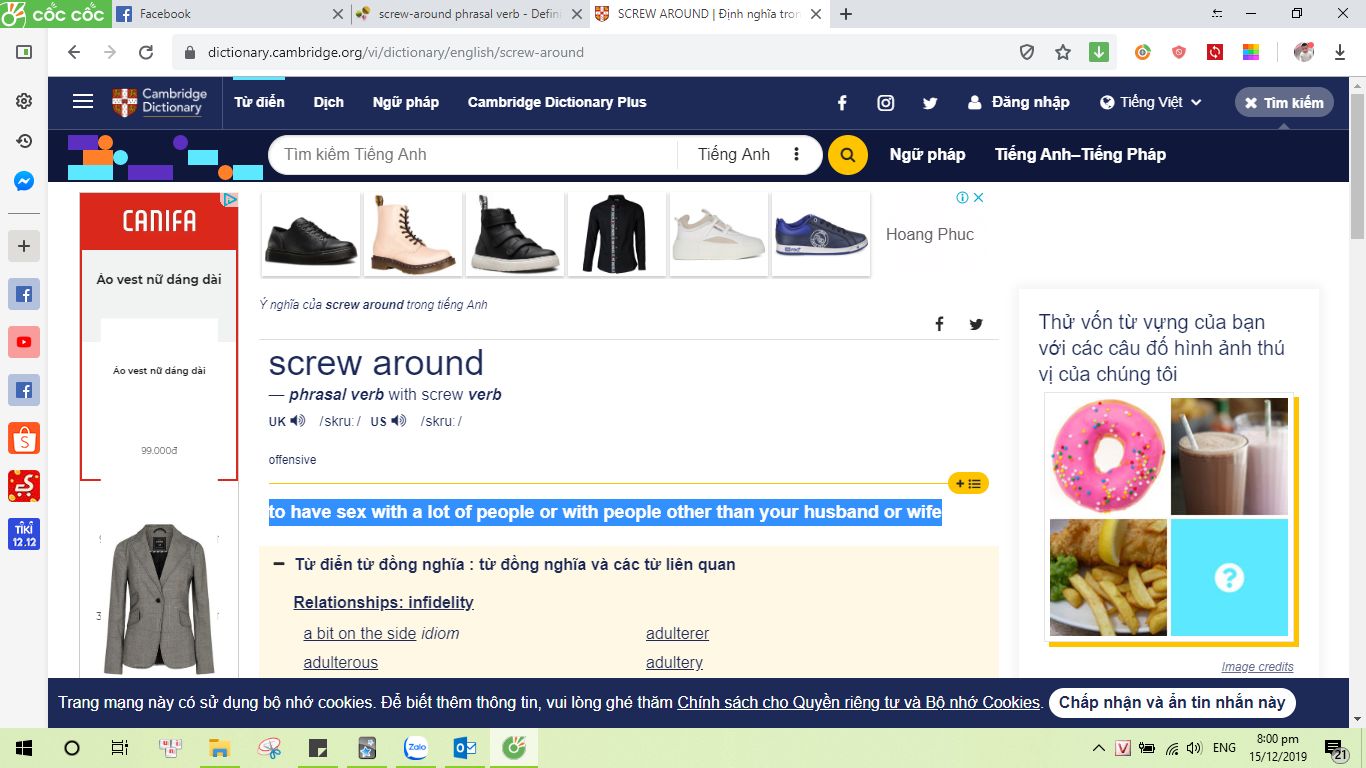 cốc cốc
Facebook
screw-around phrasal verb - Defini
SCREW AROUND | Định nghĩa tron
dictionary.cambridge.org/vi/dictionary/english/screw-around
Cambridge Dictionary
Từ điển
Dịch
Ngữ pháp
Cambridge Dictionary Plus
Đăng nhập
Tiếng Việt
Tìm kiếm
Tìm kiếm Tiếng Anh
Tiếng Anh
Ngữ pháp
Tiếng Anh–Tiếng Pháp
CANIFA
Áo vest nữ dáng dài
Áo vest nữ dáng dài
99.000đ
Hoang Phuc
Ý nghĩa của screw around trong tiếng Anh
screw around
— phrasal verb with screw verb
UK /skruː/ US /skruː/
offensive
to have sex with a lot of people or with people other than your husband or wife
Từ điển từ đồng nghĩa : từ đồng nghĩa và các từ liên quan
Relationships: infidelity
a bit on the side idiom
adulterer
adulterous
adultery
Thử vốn từ vựng của bạn
với các câu đố hình ảnh thú
vị của chúng tôi
?
Image credits
Trang mạng này có sử dụng bộ nhớ cookies. Để biết thêm thông tin, vui lòng ghé thăm Chính sách cho Quyền riêng tư và Bộ nhớ Cookies.
Chấp nhận và ẩn tin nhắn này
TIKI
12.12
Zalo
V
ENG
8:00 pm
15/12/2019
21